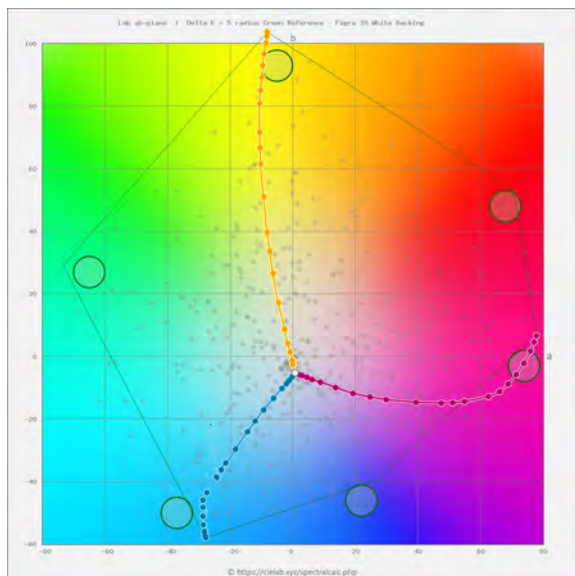 Lab ab-plane / Delta E = 5 radius Green Reference - Fogra 39 White Backing
b
100
80
60
40
20
0
a
-20
-40
-60
-80 -60 -40 -20 0 20 40 60 80
© https://cielab.xyz/spectralcalc.php